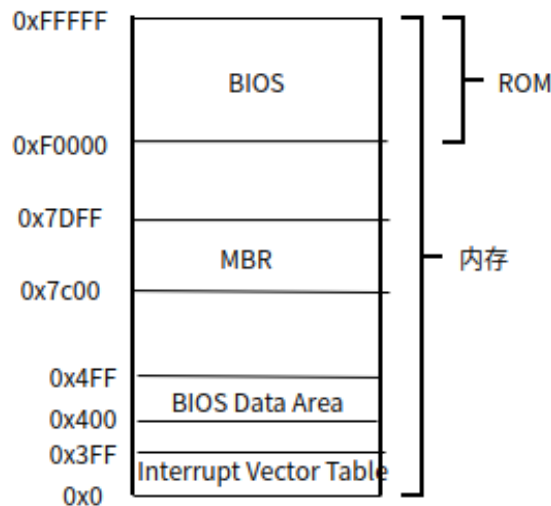 0xFFFFF
BIOS
ROM
0xF0000
0x7DFF
MBR
内存
0x7c00
0x4FF
BIOS Data Area
0x400
0x3FF
Interrupt Vector Table
0x0